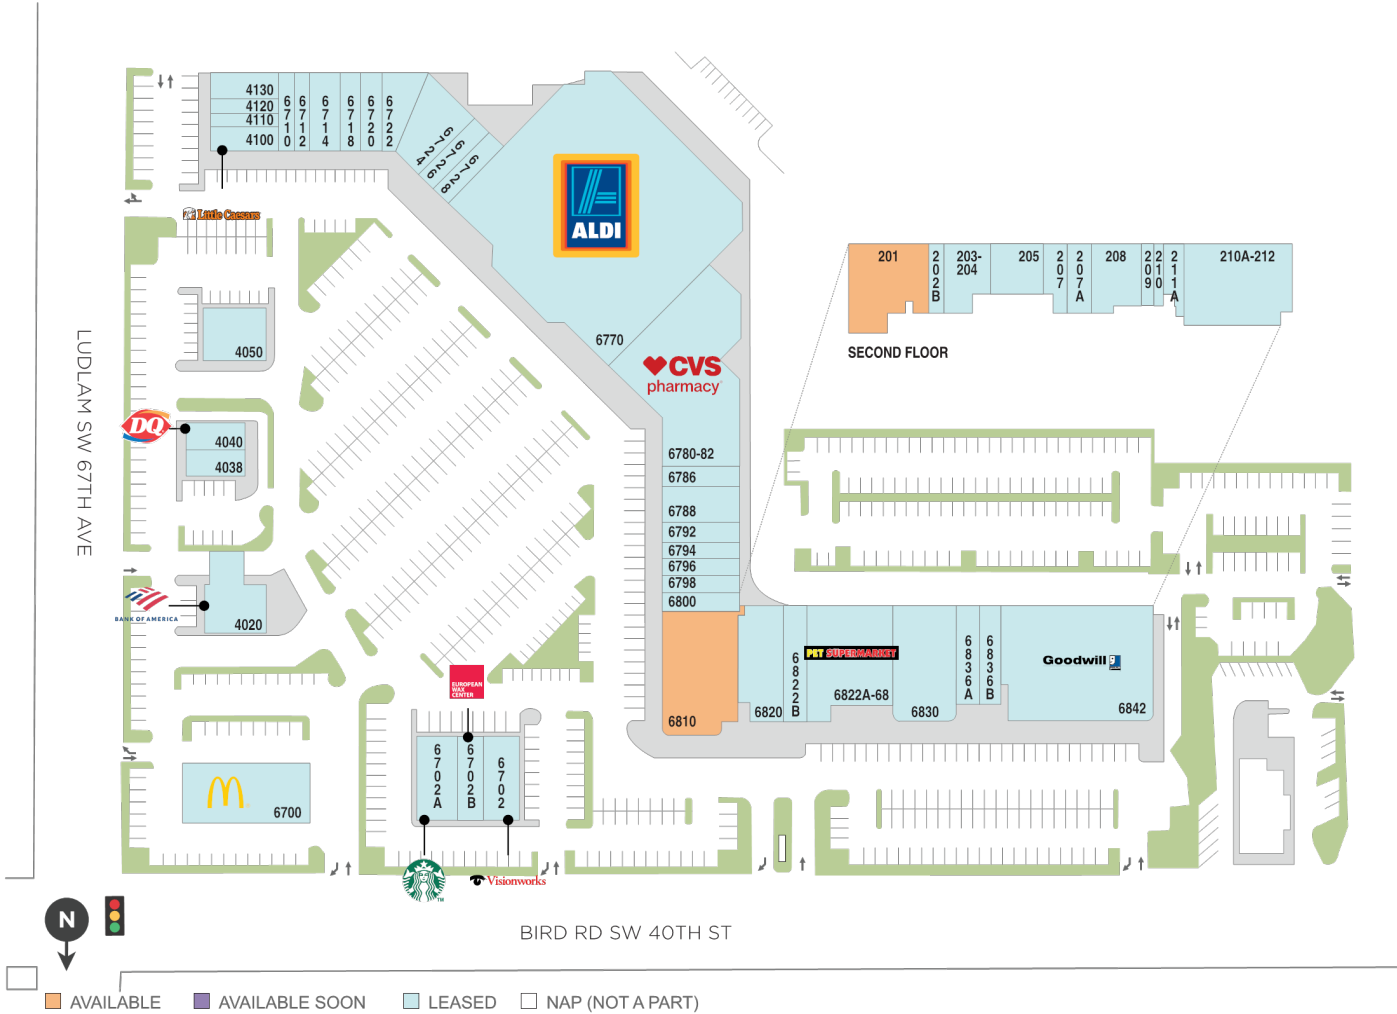 4130
4120
4110
4100
6710
6712
6714
6718
6720
6722
6724
6726
6728
Little Caesars
ALDI
6770
CVS
pharmacy
201
202B
203-
204
205
207
207A
208
209
210
211A
210A-212
SECOND FLOOR
4050
DQ
4040
4038
LUDLAM SW 67TH AVE
BANK OF AMERICA
4020
6780-82
6786
6788
6792
6794
6796
6798
6800
6810
6820
6822B
PET SUPERMARKET
6822A-68
6830
6836A
6836B
Goodwill
6842
EUROPEAN
WAX
CENTER
6702A
6702B
6702
6700
Visionworks
TM
N
BIRD RD SW 40TH ST
AVAILABLE
AVAILABLE SOON
LEASED
NAP (NOT A PART)